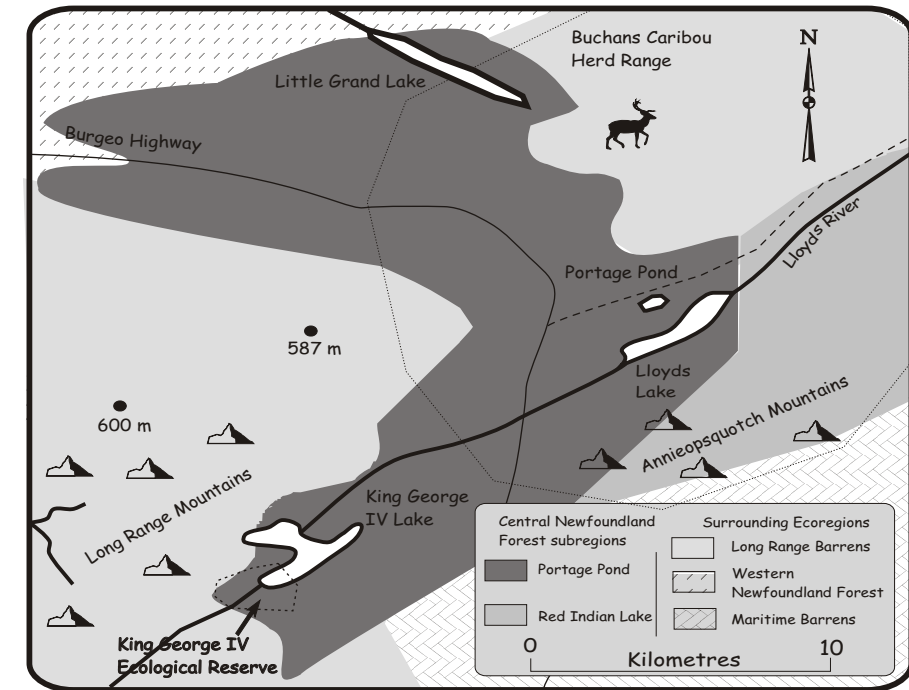 Buchans Caribou
Herd Range
N
Little Grand Lake
Burgeo Highway
Lloyds River
Portage Pond
587 m
Lloyds
Lake
600 m
Annieopsquotch Mountains
Long Range Mountains
King George
IV Lake
King George IV
Ecological Reserve
Central Newfoundland
Forest subregions
Portage Pond
Red Indian Lake
Surrounding Ecoregions
Long Range Barrens
Western
Newfoundland Forest
Maritime Barrens
0 10
Kilometres